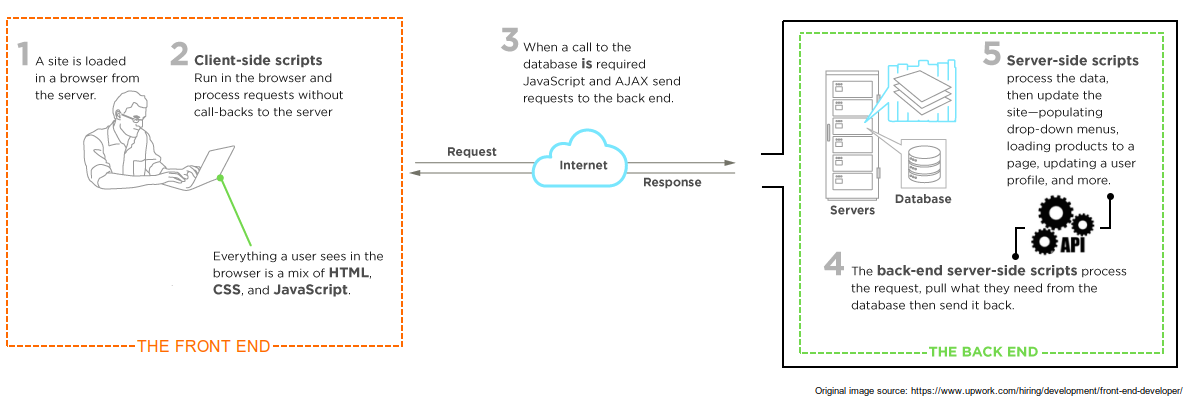 1
A site is loaded
in a browser from
the server.
2
Client-side scripts
Run in the browser and
process requests without
call-backs to the server
Everything a user sees in the
browser is a mix of HTML,
CSS, and JavaScript.
THE FRONT END
3
When a call to the
database is required
JavaScript and AJAX send
requests to the back end.
Request
Internet
Response
Servers
Database
5
Server-side scripts
process the data,
then update the
site—populating
drop-down menus,
loading products to a
page, updating a user
profile, and more.
API
4
The back-end server-side scripts process
the request, pull what they need from the
database then send it back.
THE BACK END
Original image source: https://www.upwork.com/hiring/development/front-end-developer/